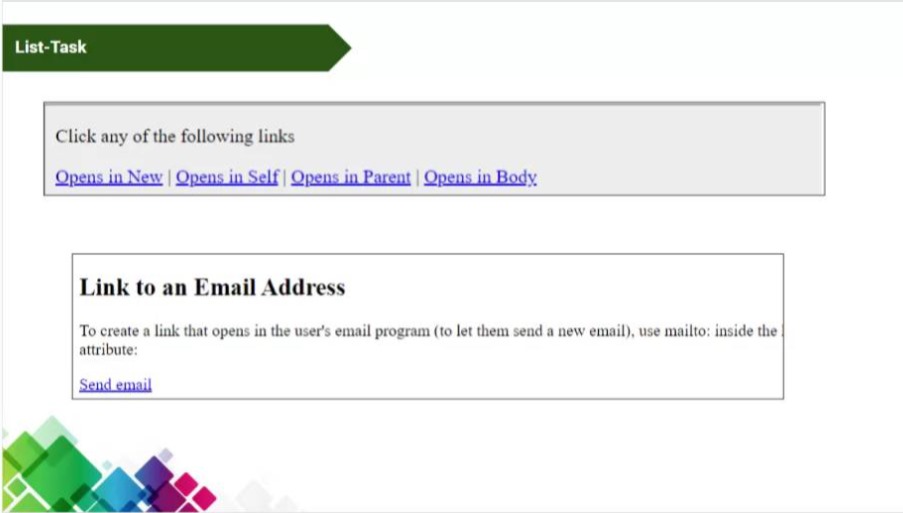 List-Task
Click any of the following links
Opens in New | Opens in Self | Opens in Parent | Opens in Body
Link to an Email Address
To create a link that opens in the user's email program (to let them send a new email), use mailto: inside the
attribute:
Send email